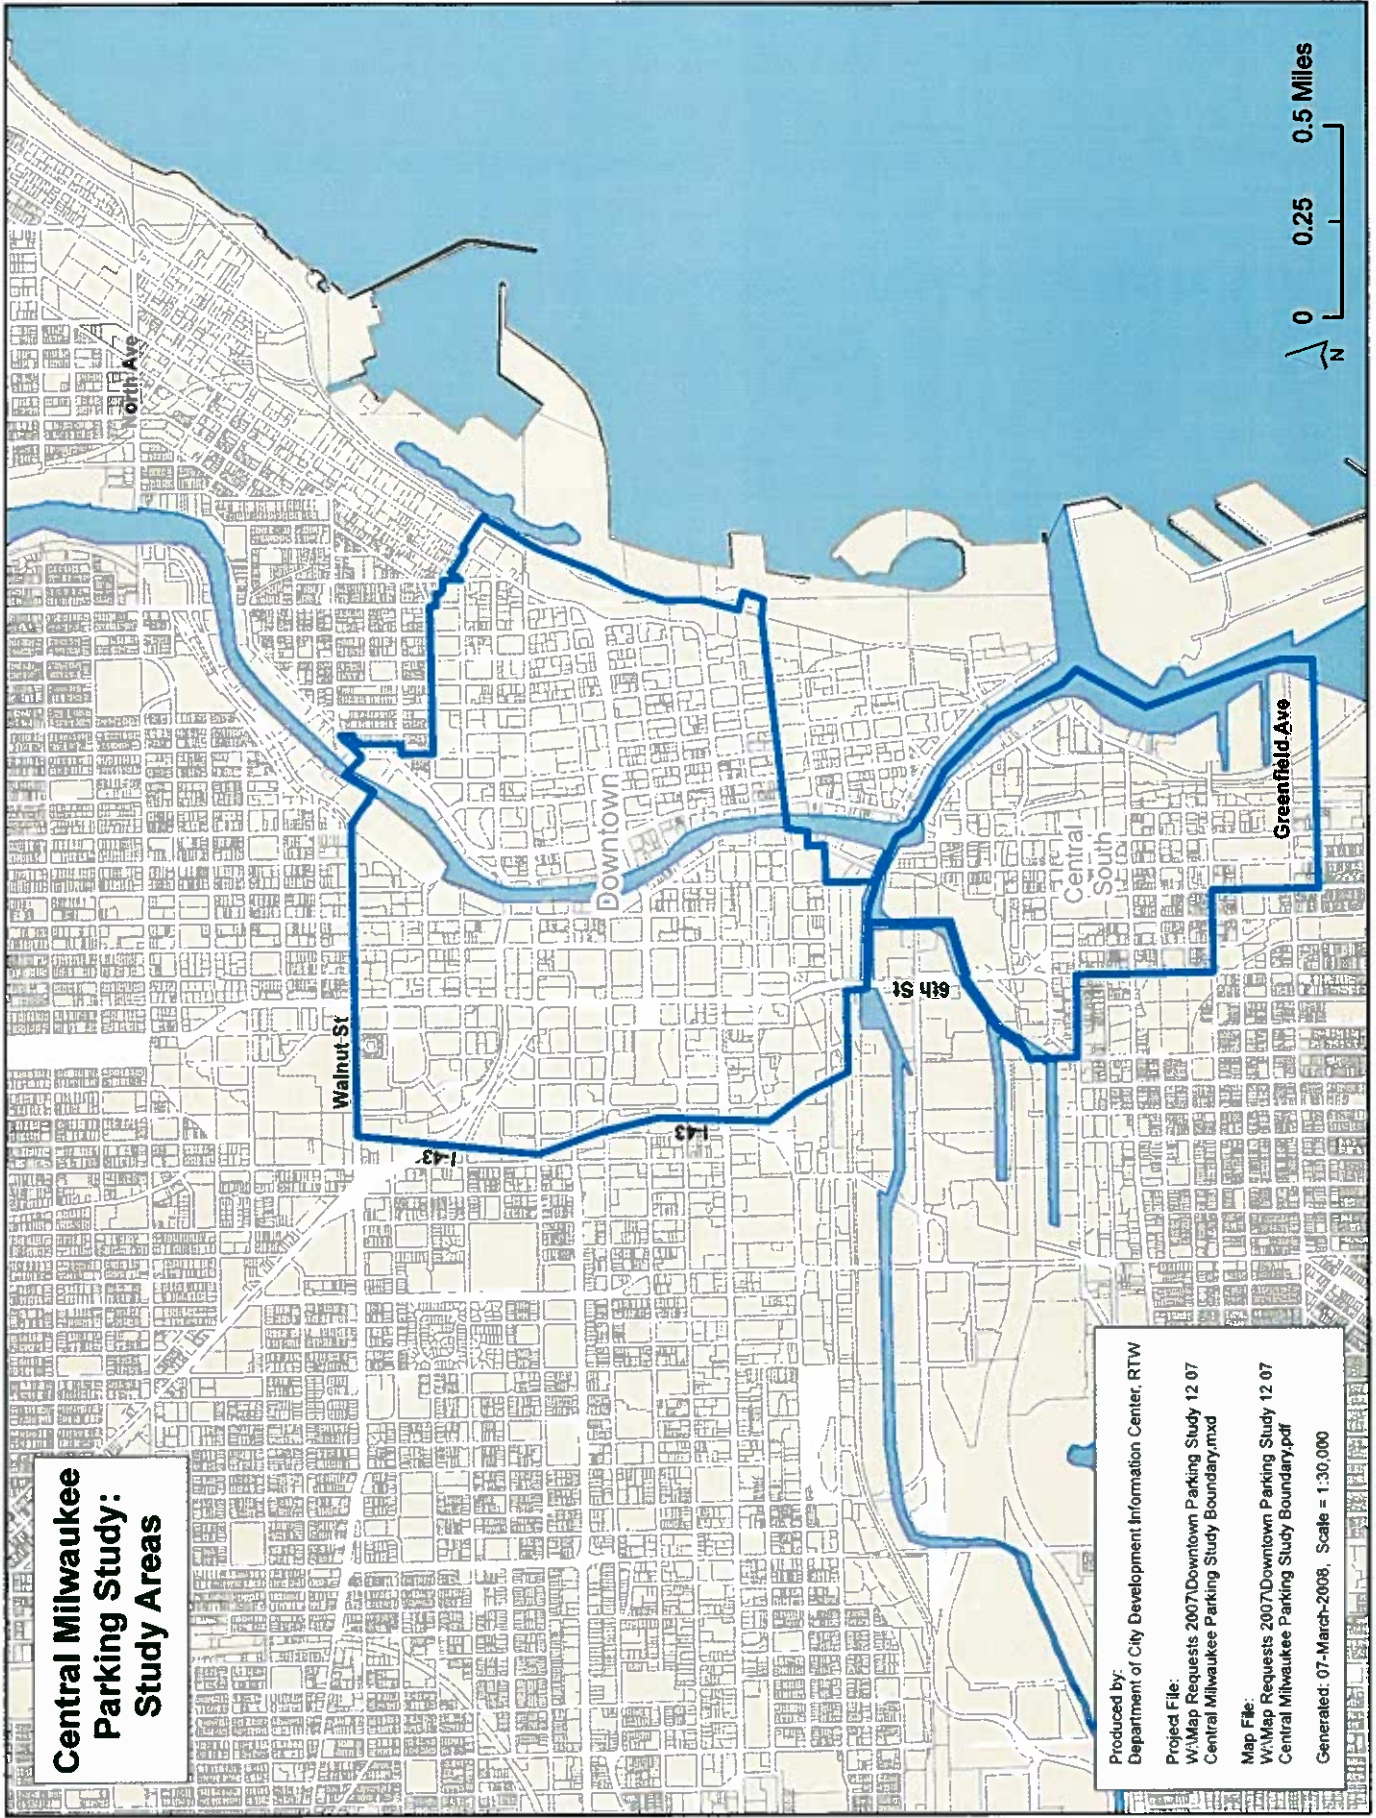 Central Milwaukee
Parking Study:
Study Areas
North Ave
Walnut St
I-43
I-43
Downtown
6th St
Central
South
Greenfield Ave
Produced by:
Department of City Development Information Center, RTW
Project File:
W:\Map Requests 2007\Downtown Parking Study 12 07
Central Milwaukee Parking Study Boundary.mxd
Map File:
W:\Map Requests 2007\Downtown Parking Study 12 07
Central Milwaukee Parking Study Boundary.pdf
Generated: 07-March-2008, Scale = 1:30,000
N
0 0.25 0.5 Miles